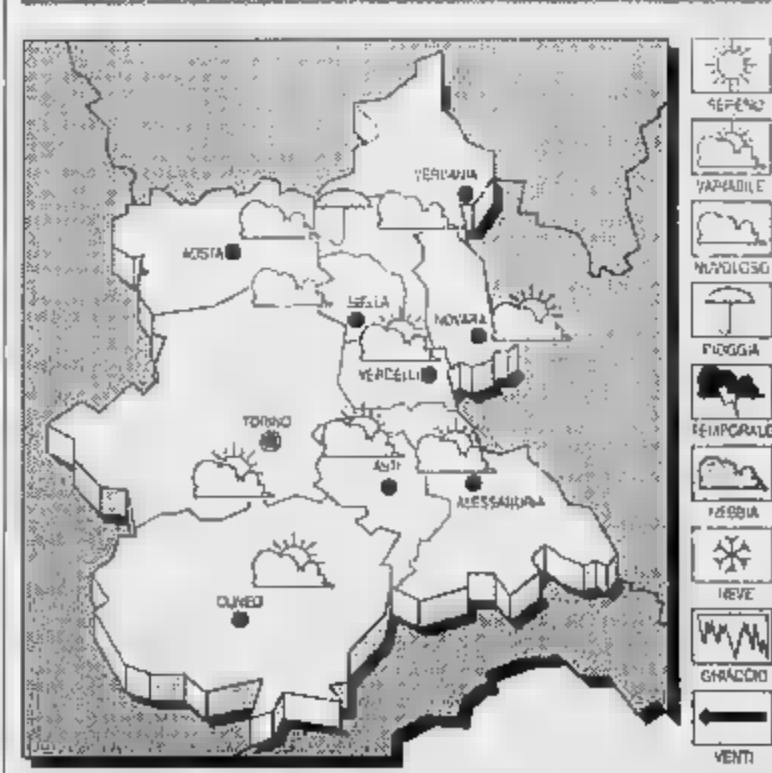 VERBANIA
AOSTA
BIELLA
NOVARA
VERCELLI
TORINO
ASTI
ALESSANDRIA
CUNEO
SERENO
VARIABILE
NUVOLOSO
PIOGGIA
TEMPORALE
NEBBIA
NEVE
GHIACCIO
VENTI